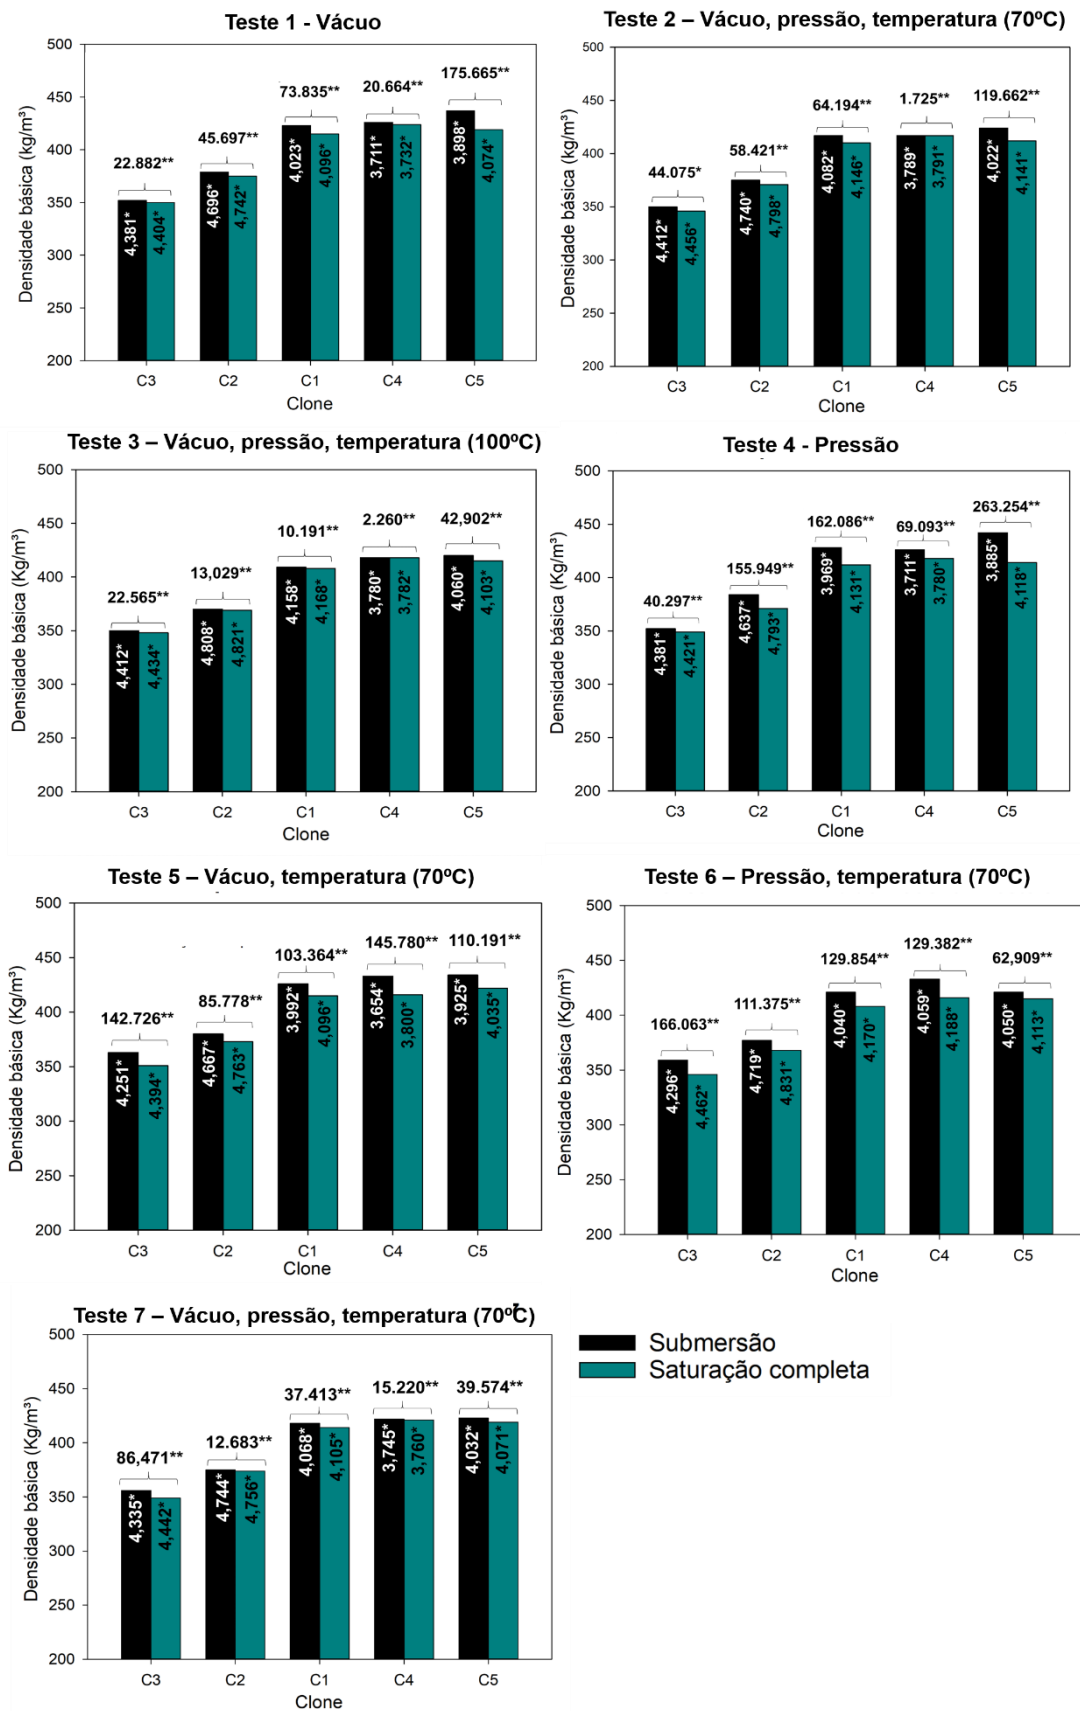 Teste 1 - Vácuo
Densidade básica (Kg/m³)
500
450
400
350
300
250
200
22.882**
45.697**
73.835**
20.664**
175.665**
4,381*
4,404*
4,696*
4,742*
4,023*
4,096*
3,711*
3,732*
3,898*
4,074*
C3
C2
C1
C4
C5
Clone
Teste 2 – Vácuo, pressão, temperatura (70ºC)
Densidade básica (kg/m³)
500
450
400
350
300
250
200
44.075*
58.421**
64.194**
1.725**
119.662**
4,412*
4,456*
4,740*
4,798*
4,082*
4,146*
3,789*
3,791*
4,022*
4,141*
C3
C2
C1
C4
C5
Clone
Teste 3 – Vácuo, pressão, temperatura (100ºC)
Densidade básica (Kg/m³)
500
450
400
350
300
250
200
22.565**
13,029**
10.191**
2.260**
42,902**
4,412*
4,434*
4,808*
4,821*
4,158*
4,168*
3,780*
3,782*
4,060*
4,103*
C3
C2
C1
C4
C5
Clone
Teste 4 - Pressão
Densidade básica (Kg/m³)
500
450
400
350
300
250
200
40.297**
155.949**
162.086**
69.093**
263.254**
4,381*
4,421*
4,637*
4,793*
3,969*
4,131*
3,711*
3,780*
3,885*
4,118*
C3
C2
C1
C4
C5
Clone
Teste 5 – Vácuo, temperatura (70ºC)
Densidade básica (Kg/m³)
500
450
400
350
300
250
200
142.726**
85.778**
103.364**
145.780**
110.191**
4,251*
4,394*
4,667*
4,763*
3,992*
4,096*
3,654*
3,800*
3,925*
4,035*
C3
C2
C1
C4
C5
Clone
Teste 6 – Pressão, temperatura (70ºC)
Densidade básica (Kg/m³)
500
450
400
350
300
250
200
166.063**
111.375**
129.854**
129.382**
62,909**
4,296*
4,462*
4,719*
4,831*
4,040*
4,170*
4,059*
4,188*
4,050*
4,113*
C3
C2
C1
C4
C5
Clone
Teste 7 – Vácuo, pressão, temperatura (70ºC)
Densidade básica (Kg/m³)
500
450
400
350
300
250
200
86,471**
12.683**
37.413**
15.220**
39.574**
4,335*
4,442*
4,744*
4,756*
4,068*
4,105*
3,745*
3,760*
4,032*
4,071*
C3
C2
C1
C4
C5
Clone
Submersão
Saturação completa